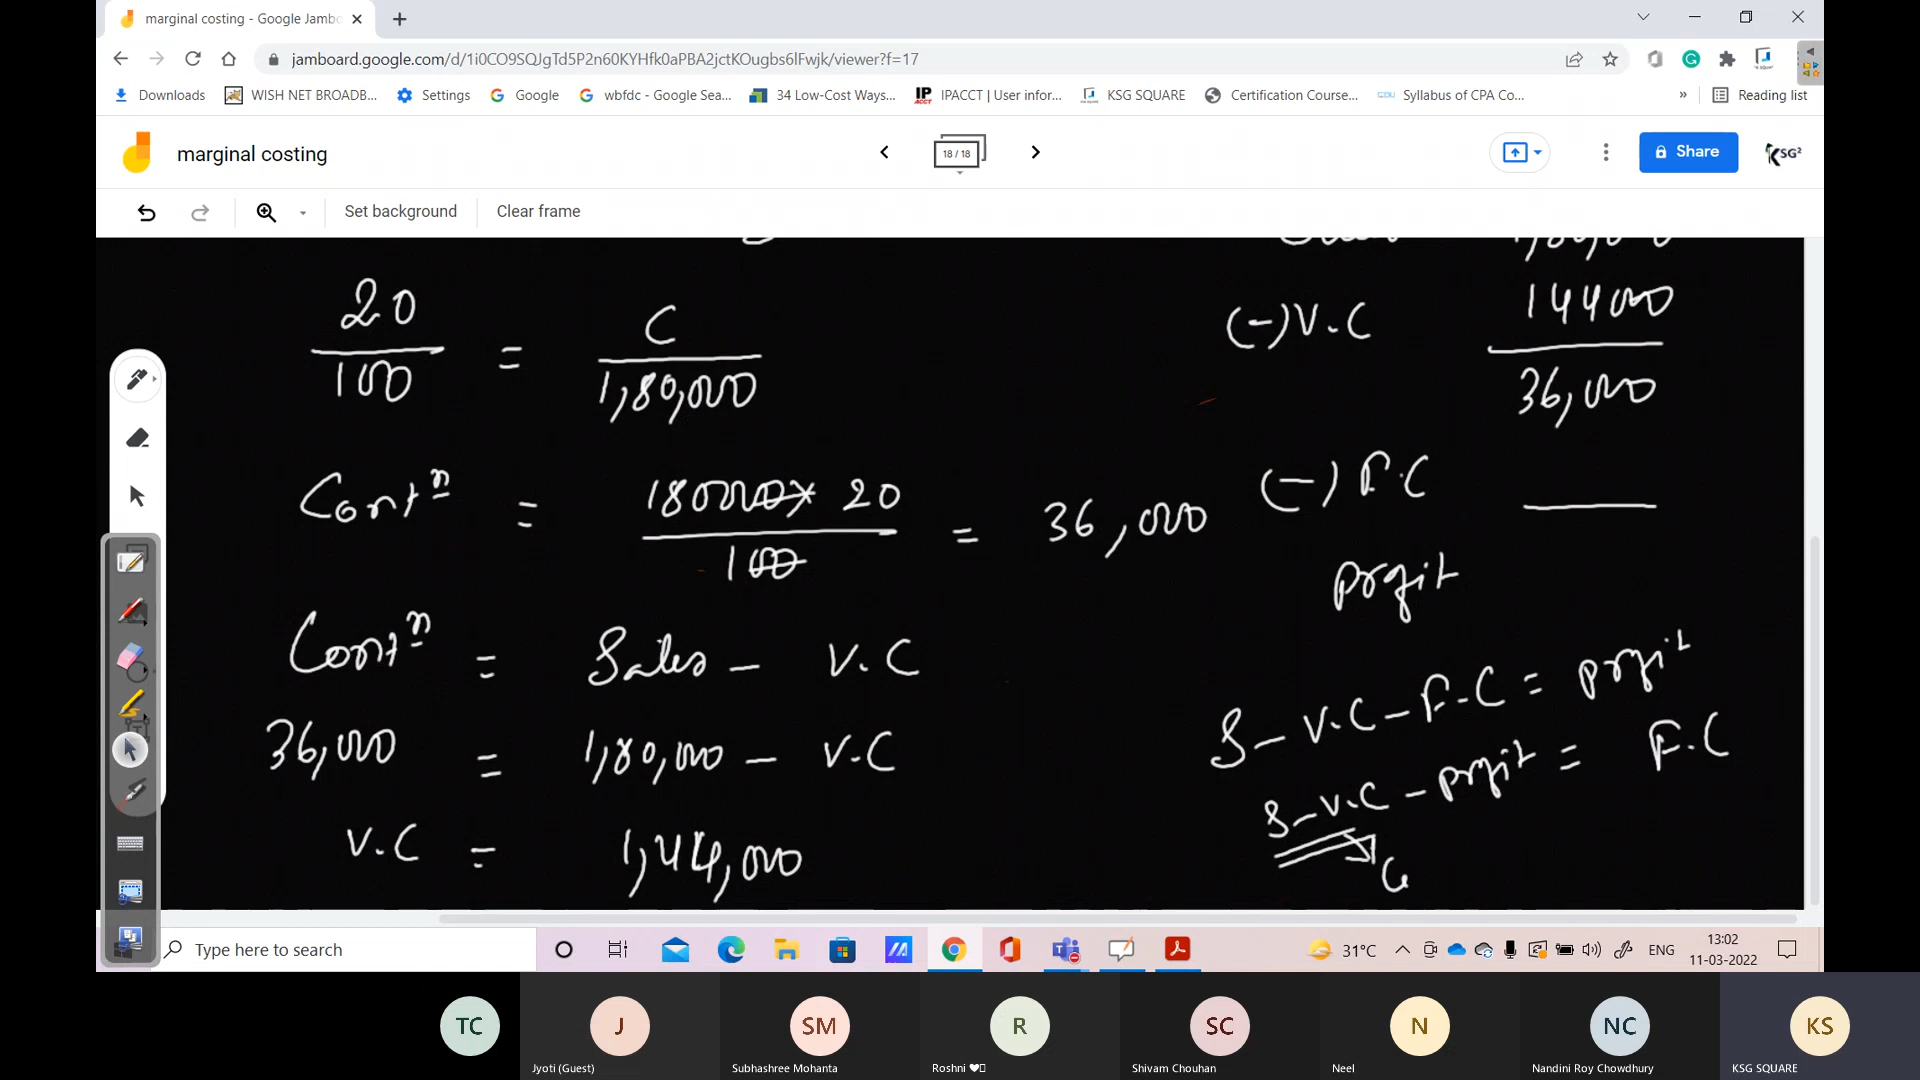 marginal costing - Google Jambo
jamboard.google.com/d/1i0CO9SQJgTd5P2n60KYHfk0aPBA2jctKOugbs6lFwjk/viewer?f=17
Downloads WISH NET BROADB... Settings Google wbfdc - Google Sea... 34 Low-Cost Ways... IPACCT | User infor... KSG SQUARE Certification Course... Syllabus of CPA Co... » Reading list
marginal costing
18 / 18
Share
KSG²
Set background Clear frame
20/100 = C/1,80,000
Contⁿ = 180000 x 20/100 = 36,000
Contⁿ = Sales - V.C
36,000 = 1,80,000 - V.C
V.C = 1,44,000
(-) V.C 144000
36,000
(-) F.C
Profit
S - V.C - F.C = Profit
S - V.C - Profit = F.C
C
Type here to search
31°C
ENG
13:02
11-03-2022
TC J SM R SC N NC KS
Jyoti (Guest) Subhashree Mohanta Roshni ❤ Shivam Chouhan Neel Nandini Roy Chowdhury KSG SQUARE